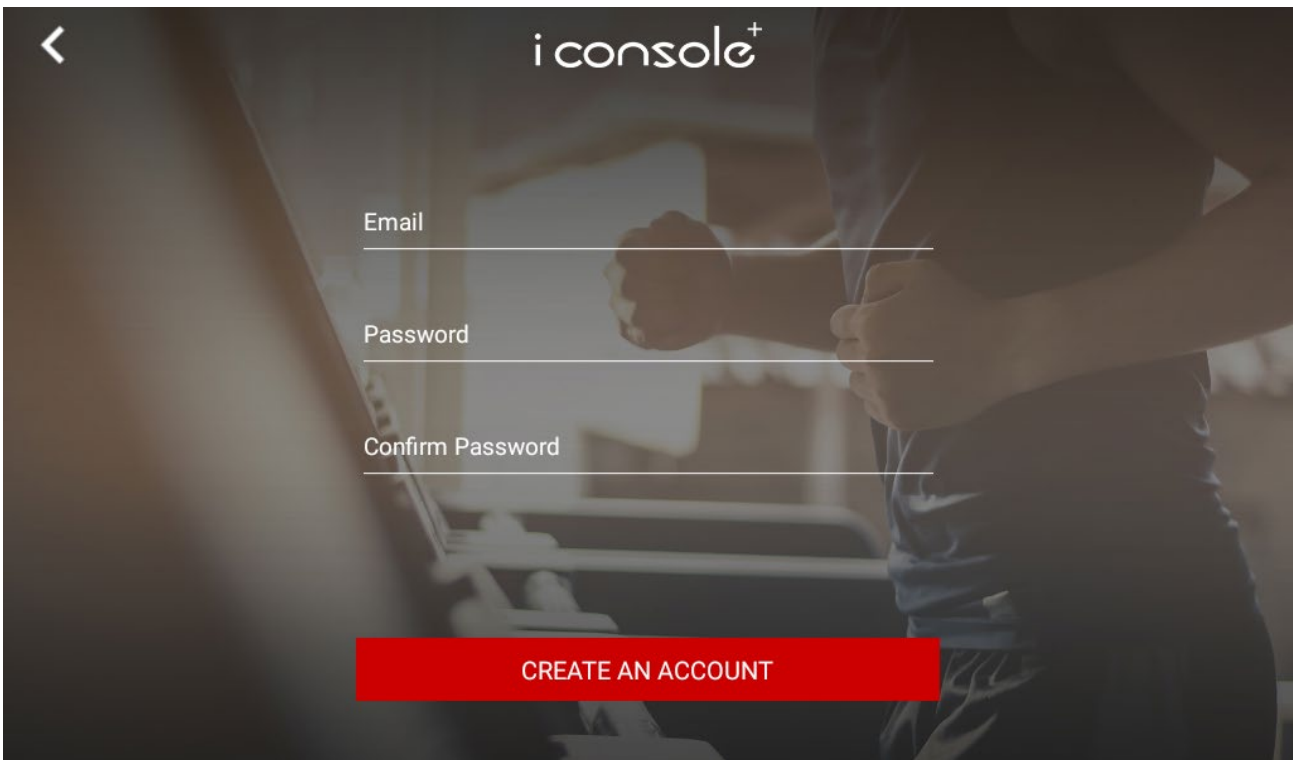 i console+
Email
Password
Confirm Password
CREATE AN ACCOUNT